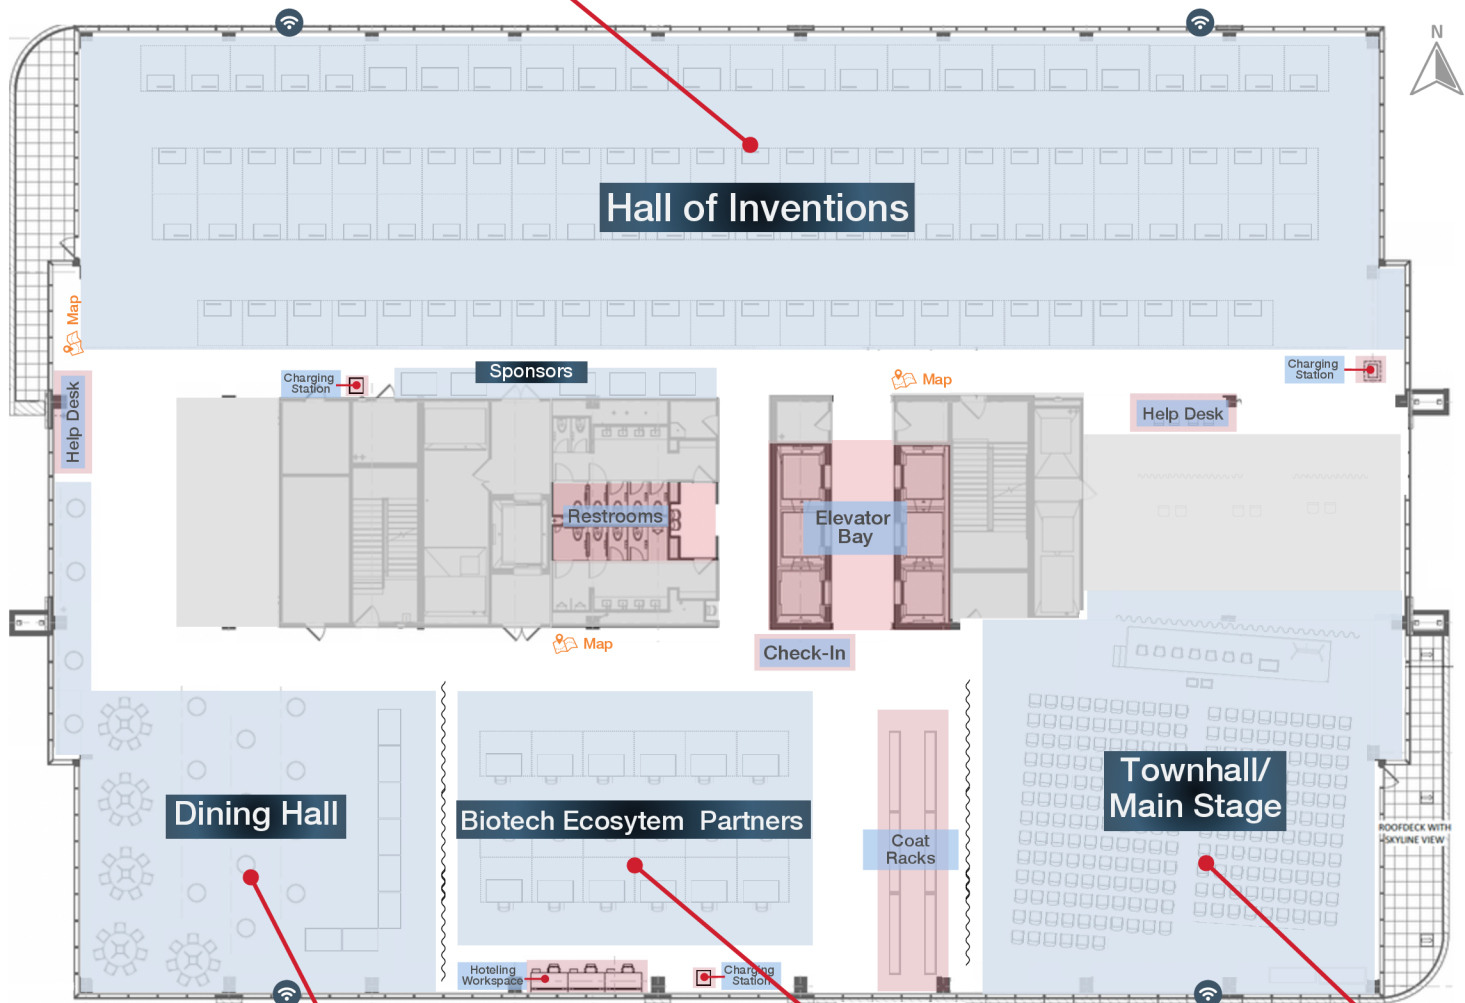 N
Hall of Inventions
Map
Sponsors
Charging
Station
Map
Charging
Station
Help Desk
Help Desk
Restrooms
Elevator
Bay
Map
Check-In
Townhall/
Main Stage
Dining Hall
Biotech Ecosytem Partners
Coat
Racks
ROOFDECK WITH
SKYLINE VIEW
Hoteling
Workspace
Charging
Station